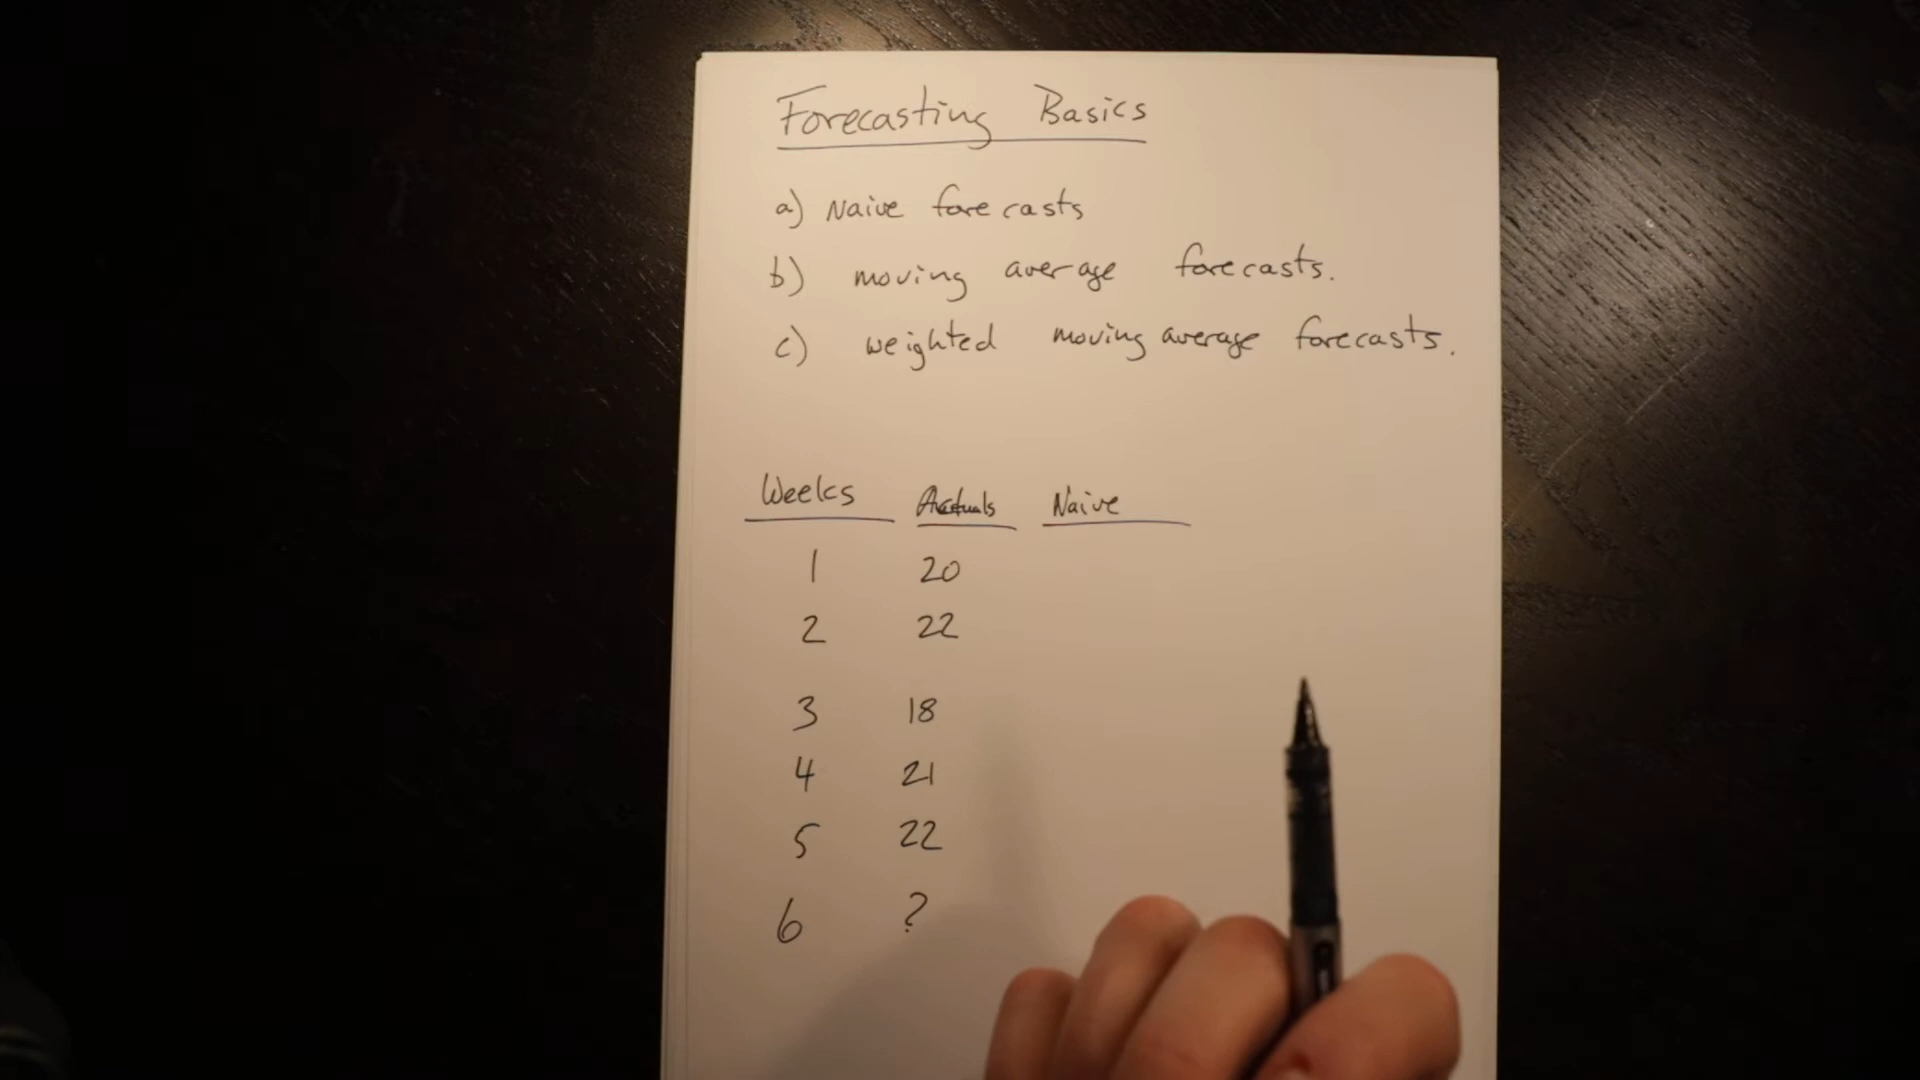 Forecasting Basics
a) Naive forecasts
b) moving average forecasts.
c) weighted moving average forecasts.
Weeks Actuals Naive
1 20
2 22
3 18
4 21
5 22
6 ?